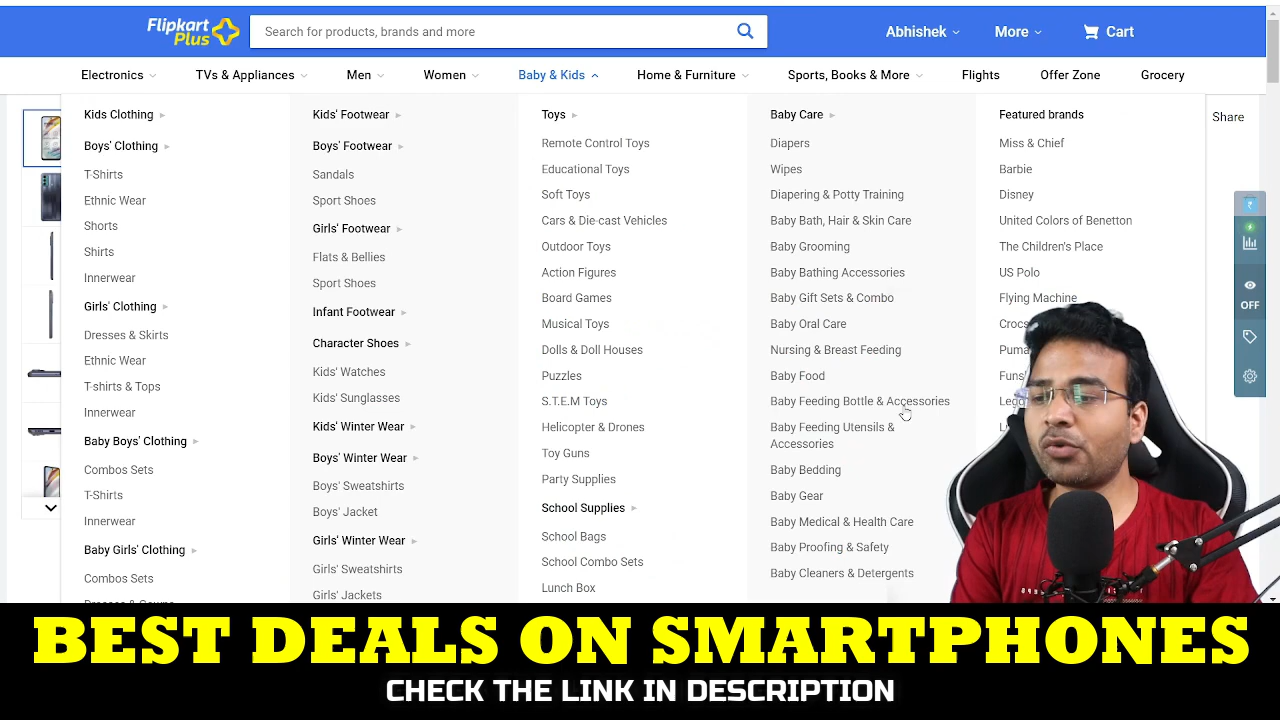 Flipkart
Plus
Search for products, brands and more
Abhishek
More
Cart
Electronics
TVs & Appliances
Men
Women
Baby & Kids
Home & Furniture
Sports, Books & More
Flights
Offer Zone
Grocery
Kids Clothing
Boys' Clothing
T-Shirts
Ethnic Wear
Shorts
Shirts
Innerwear
Girls' Clothing
Dresses & Skirts
Ethnic Wear
T-shirts & Tops
Innerwear
Baby Boys' Clothing
Combos Sets
T-Shirts
Innerwear
Baby Girls' Clothing
Combo Sets
Kids' Footwear
Boys' Footwear
Sandals
Sport Shoes
Girls' Footwear
Flats & Bellies
Sport Shoes
Infant Footwear
Character Shoes
Kids' Watches
Kids' Sunglasses
Kids' Winter Wear
Boys' Winter Wear
Boys' Sweatshirts
Boys' Jacket
Girls' Winter Wear
Girls' Sweatshirts
Girls' Jackets
Toys
Remote Control Toys
Educational Toys
Soft Toys
Cars & Die-cast Vehicles
Outdoor Toys
Action Figures
Board Games
Musical Toys
Dolls & Doll Houses
Puzzles
S.T.E.M Toys
Helicopter & Drones
Toy Guns
Party Supplies
School Supplies
School Bags
School Combo Sets
Lunch Box
Baby Care
Diapers
Wipes
Diapering & Potty Training
Baby Bath, Hair & Skin Care
Baby Grooming
Baby Bathing Accessories
Baby Gift Sets & Combo
Baby Oral Care
Nursing & Breast Feeding
Baby Food
Baby Feeding Bottle & Accessories
Baby Feeding Utensils &
Accessories
Baby Bedding
Baby Gear
Baby Medical & Health Care
Baby Proofing & Safety
Baby Cleaners & Detergents
Featured brands
Miss & Chief
Barbie
Disney
United Colors of Benetton
The Children's Place
US Polo
Flying Machine
Crocs
Puma
Share
OFF
BEST DEALS ON SMARTPHONES
CHECK THE LINK IN DESCRIPTION